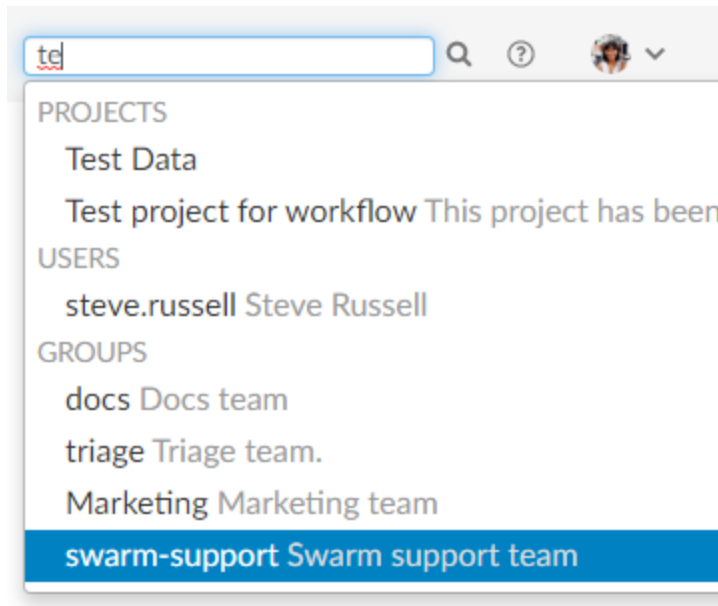 te
PROJECTS
Test Data
Test project for workflow This project has been
USERS
steve.russell Steve Russell
GROUPS
docs Docs team
triage Triage team.
Marketing Marketing team
swarm-support Swarm support team